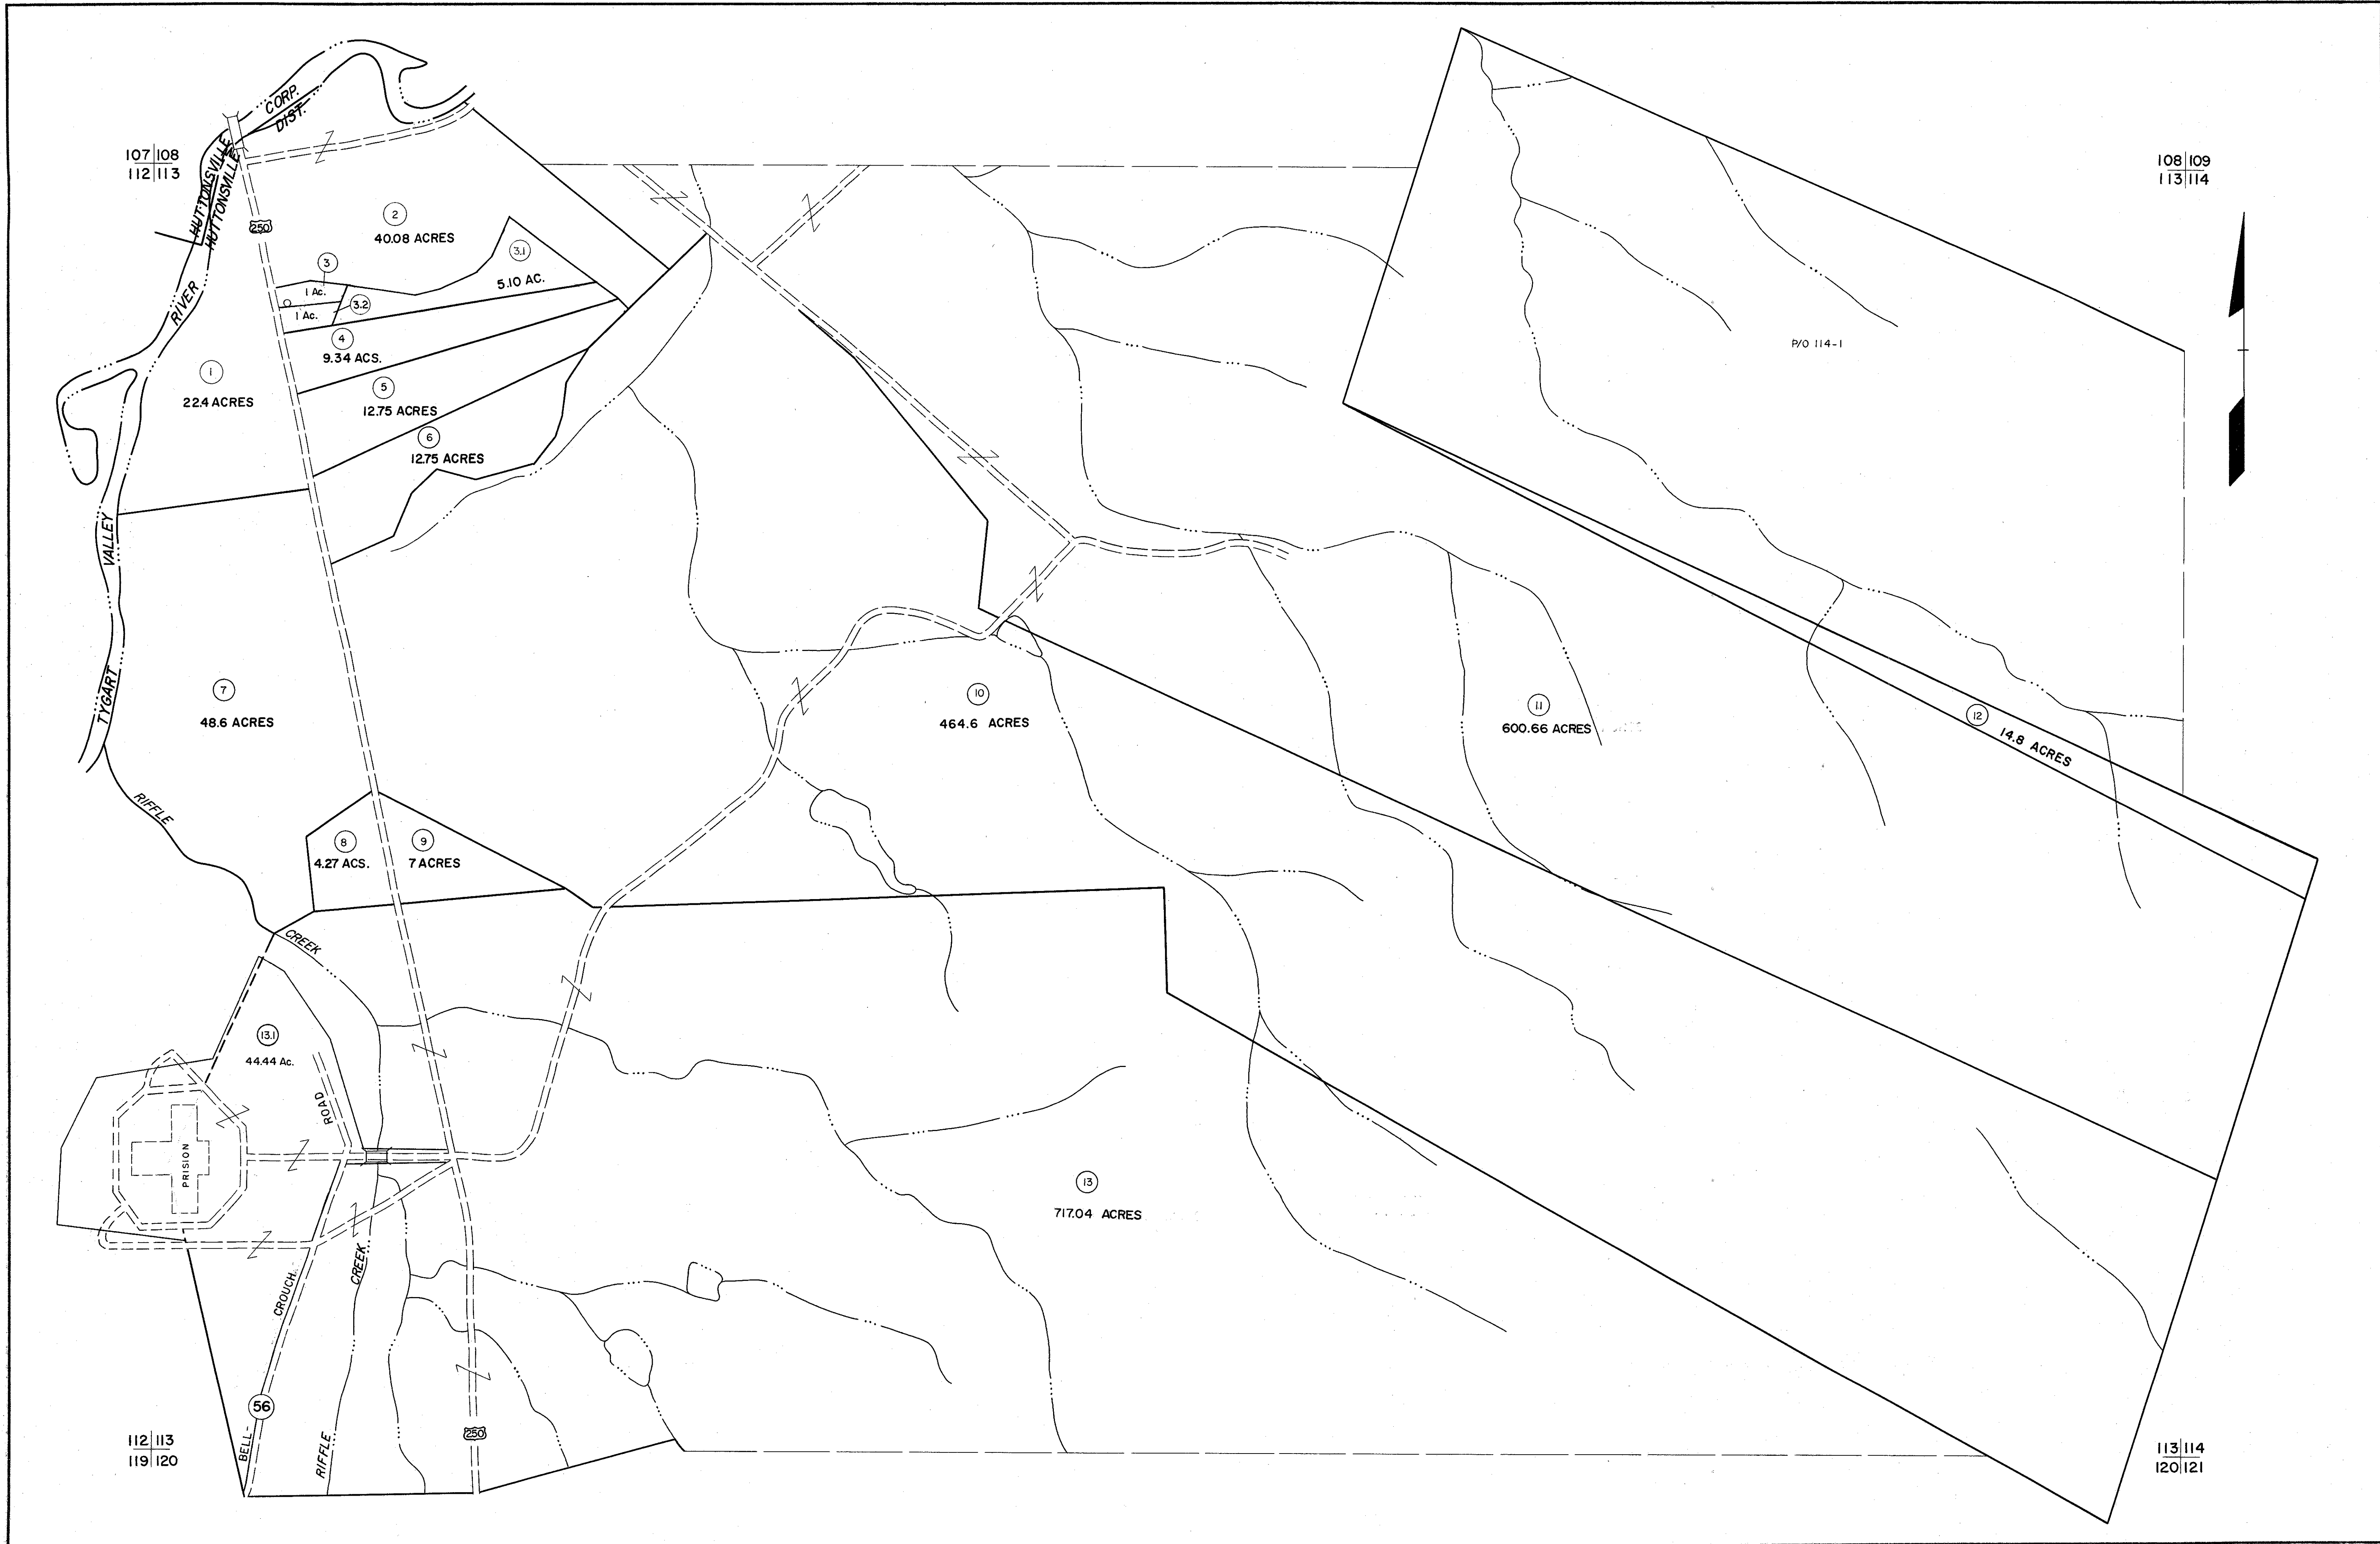 CORP.
DIST.
107 108
112 113
HUTTONSVILLE
HUTTONSVILLE
108 109
113 114
250
2
40.08 ACRES
3
1 Ac.
3.1
5.10 AC.
3.2
1 Ac.
RIVER
4
9.34 ACS.
P/O 114-1
1
22.4 ACRES
5
12.75 ACRES
6
12.75 ACRES
VALLEY
TYGART
7
48.6 ACRES
10
464.6 ACRES
11
600.66 ACRES
12
14.8 ACRES
RIFFLE
8
4.27 ACS.
9
7 ACRES
CREEK
13.1
44.44 Ac.
ROAD
PRISION
13
717.04 ACRES
CREEK
CROUCH
56
BELL-
RIFFLE
250
112 113
119 120
113 114
120 121